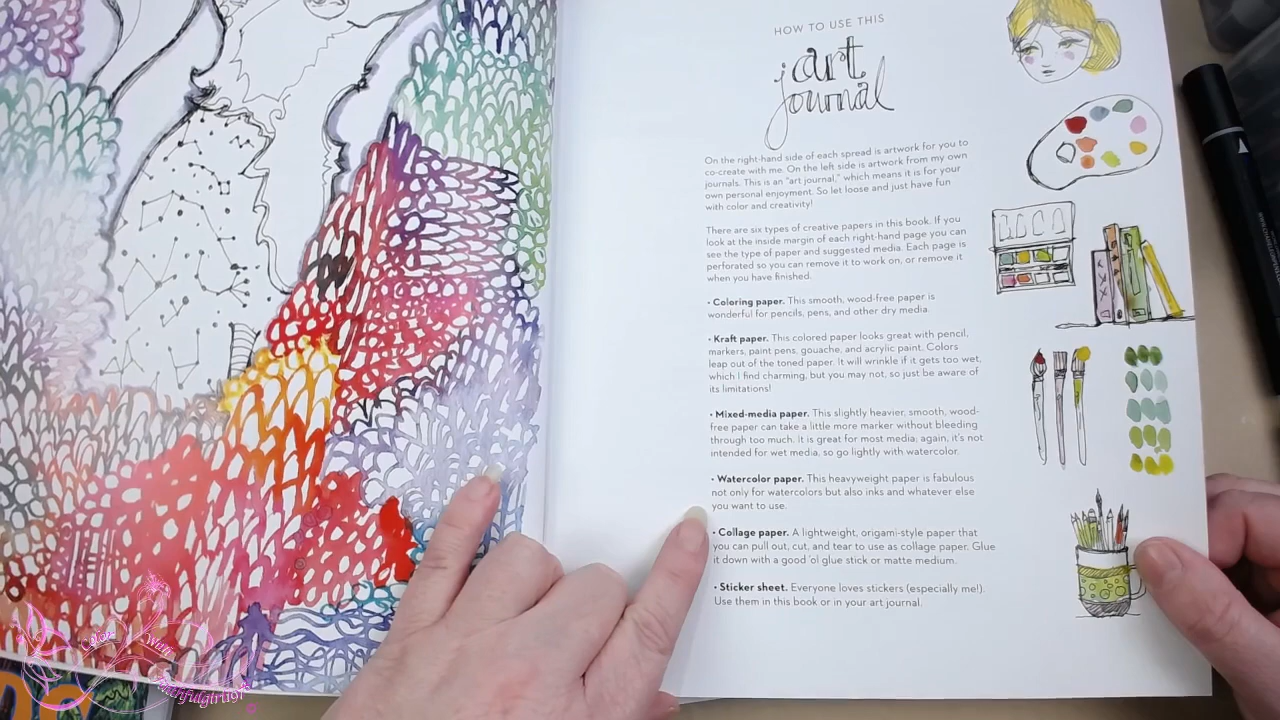 HOW TO USE THIS
art
journal
On the right-hand side of each spread is artwork for you to
co-create with me. On the left side is artwork from my own
journals. This is an "art journal," which means it is for your
own personal enjoyment. So let loose and just have fun
with color and creativity!
There are six types of creative papers in this book. If you
look at the inside margin of each right-hand page you can
see the type of paper and suggested media. Each page is
perforated so you can remove it to work on, or remove it
when you have finished.
• Coloring paper. This smooth, wood-free paper is
wonderful for pencils, pens, and other dry media.
• Kraft paper. This colored paper looks great with pencil,
markers, paint pens, gouache, and acrylic paint. Colors
leap out of the toned paper. It will wrinkle if it gets too wet,
which I find charming, but you may not, so just be aware of
its limitations!
• Mixed-media paper. This slightly heavier, smooth, wood-
free paper can take a little more marker without bleeding
through too much. It is great for most media; again, it's not
intended for wet media, so go lightly with watercolor.
• Watercolor paper. This heavyweight paper is fabulous
not only for watercolors but also inks and whatever else
you want to use.
• Collage paper. A lightweight, origami-style paper that
you can pull out, cut, and tear to use as collage paper. Glue
it down with a good 'ol glue stick or matte medium.
• Sticker sheet. Everyone loves stickers (especially me!).
Use them in this book or in your art journal.
Color
With